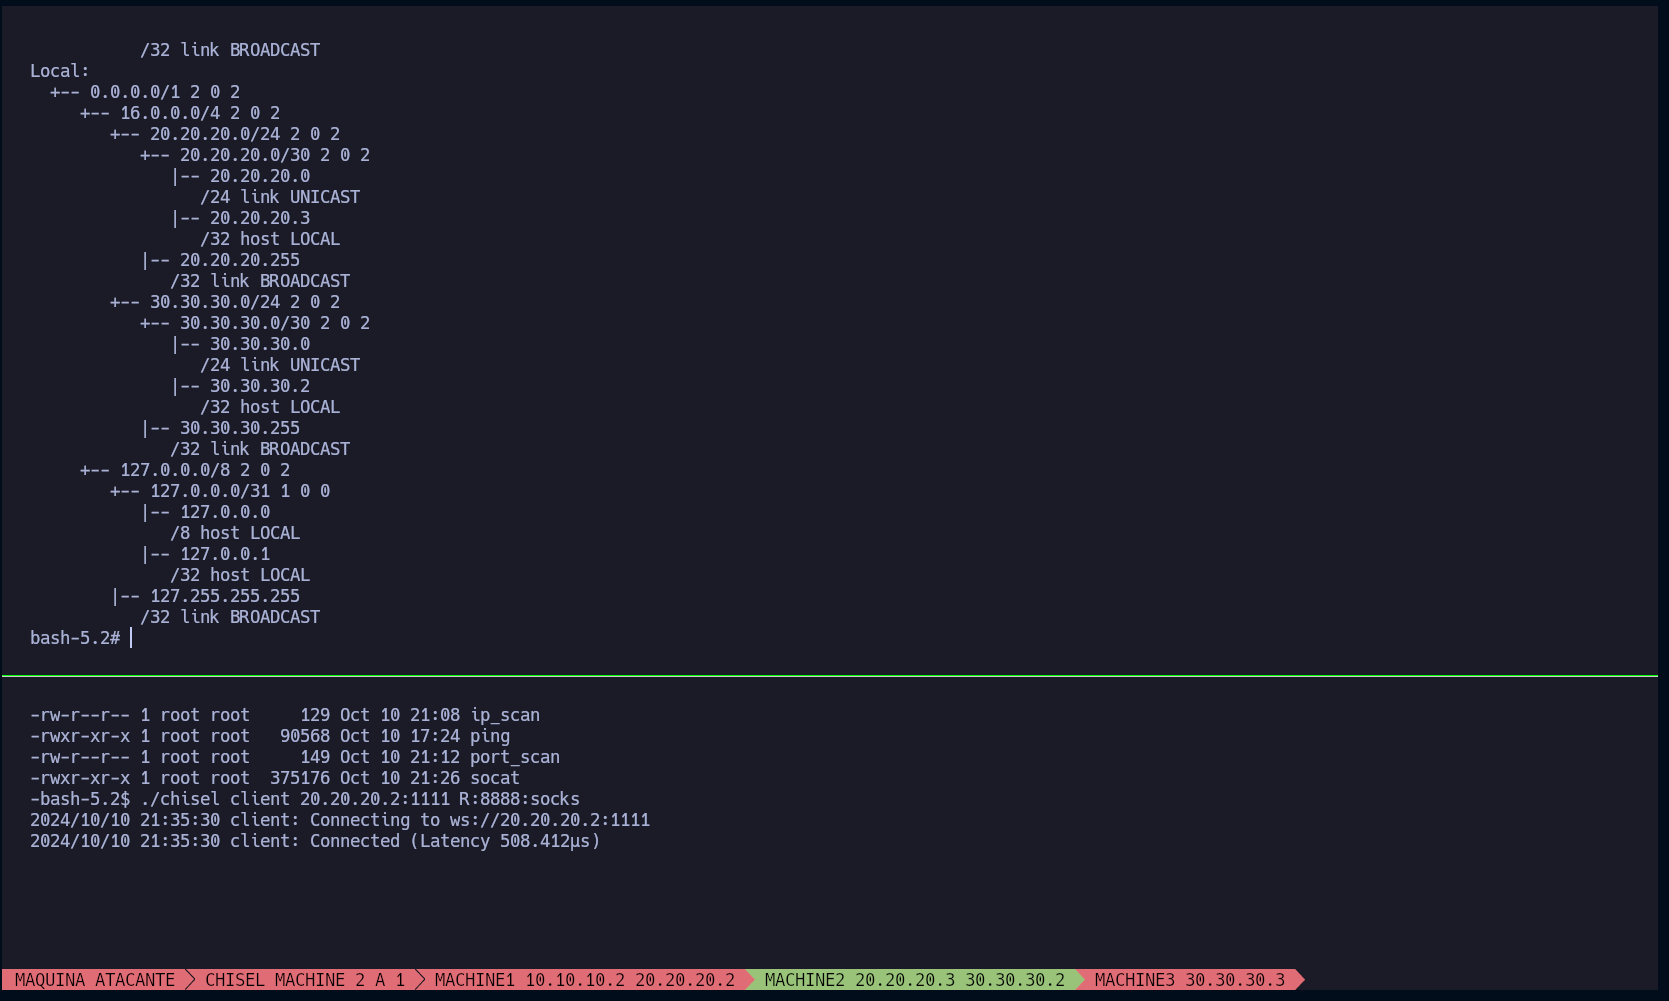 /32 link BROADCAST
Local:
+-- 0.0.0.0/1 2 0 2
+-- 16.0.0.0/4 2 0 2
+-- 20.20.20.0/24 2 0 2
+-- 20.20.20.0/30 2 0 2
|-- 20.20.20.0
/24 link UNICAST
|-- 20.20.20.3
/32 host LOCAL
|-- 20.20.20.255
/32 link BROADCAST
+-- 30.30.30.0/24 2 0 2
+-- 30.30.30.0/30 2 0 2
|-- 30.30.30.0
/24 link UNICAST
|-- 30.30.30.2
/32 host LOCAL
|-- 30.30.30.255
/32 link BROADCAST
+-- 127.0.0.0/8 2 0 2
+-- 127.0.0.0/31 1 0 0
|-- 127.0.0.0
/8 host LOCAL
|-- 127.0.0.1
/32 host LOCAL
|-- 127.255.255.255
/32 link BROADCAST
bash-5.2#
-rw-r--r-- 1 root root     129 Oct 10 21:08 ip_scan
-rwxr-xr-x 1 root root   90568 Oct 10 17:24 ping
-rw-r--r-- 1 root root     149 Oct 10 21:12 port_scan
-rwxr-xr-x 1 root root  375176 Oct 10 21:26 socat
-bash-5.2$ ./chisel client 20.20.20.2:1111 R:8888:socks
2024/10/10 21:35:30 client: Connecting to ws://20.20.20.2:1111
2024/10/10 21:35:30 client: Connected (Latency 508.412µs)
MAQUINA ATACANTE CHISEL MACHINE 2 A 1 MACHINE1 10.10.10.2 20.20.20.2 MACHINE2 20.20.20.3 30.30.30.2 MACHINE3 30.30.30.3